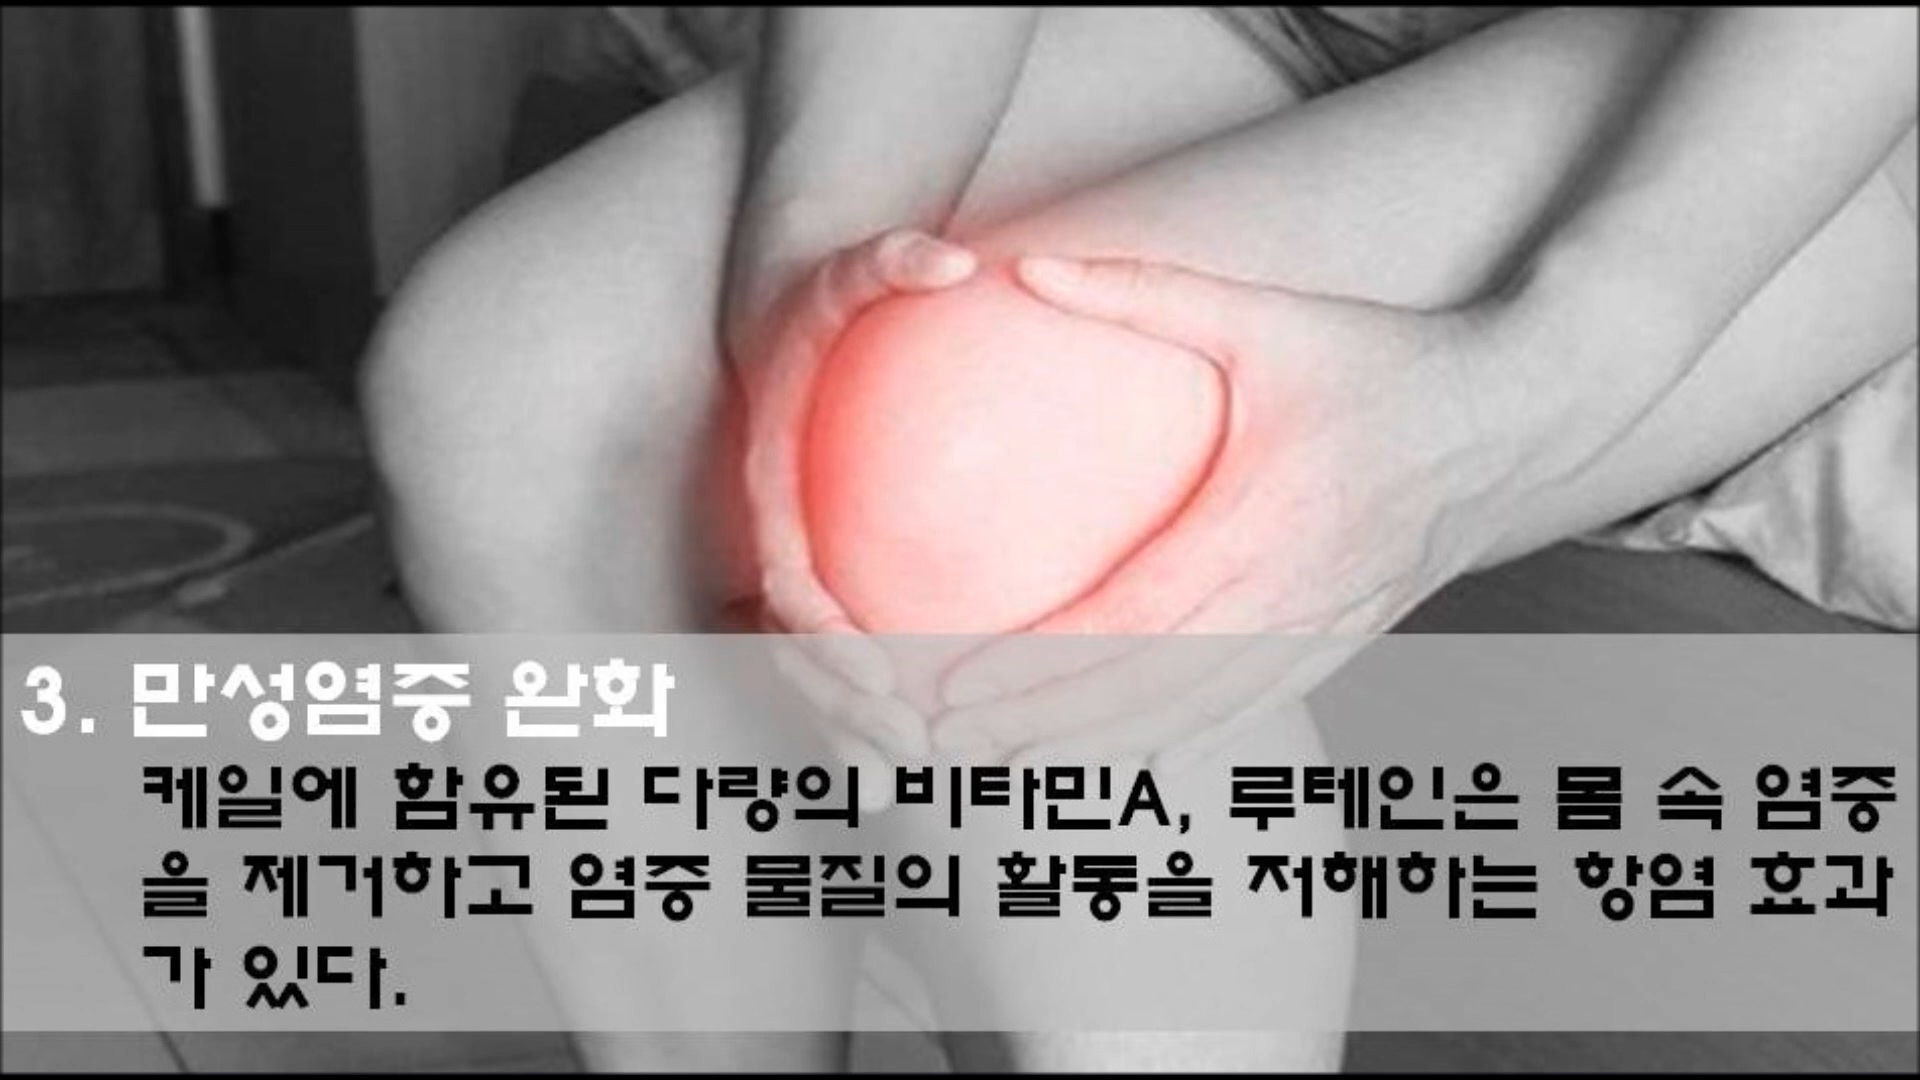 3. 만성염증 완화
케일에 함유된 다량의 비타민A, 루테인은 몸 속 염증
을 제거하고 염증 물질의 활동을 저해하는 항염 효과
가 있다.